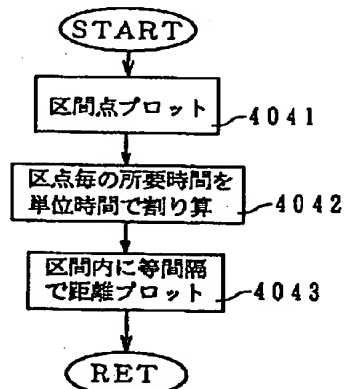 START
区間点プロット
4041
区点毎の所要時間を
単位時間で割り算
4042
区間内に等間隔
で距離プロット
4043
RET